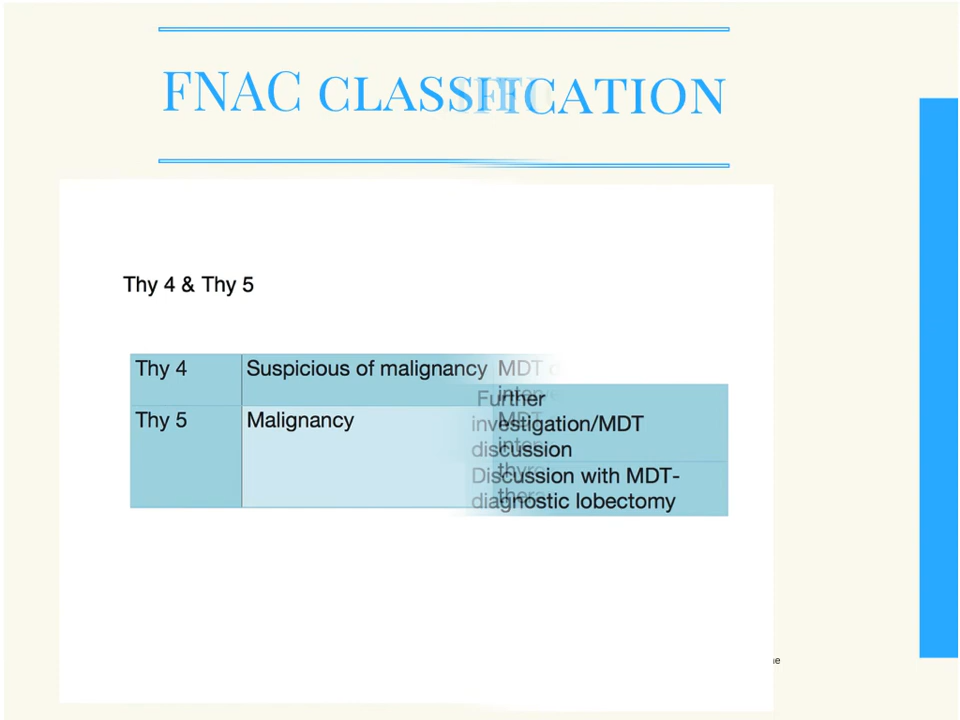 FNAC CLASSIFICATION
Thy 4 & Thy 5
Thy 4 Suspicious of malignancy MDT
Further
Thy 5 Malignancy investigation/MDT
discussion
Discussion with MDT-
diagnostic lobectomy